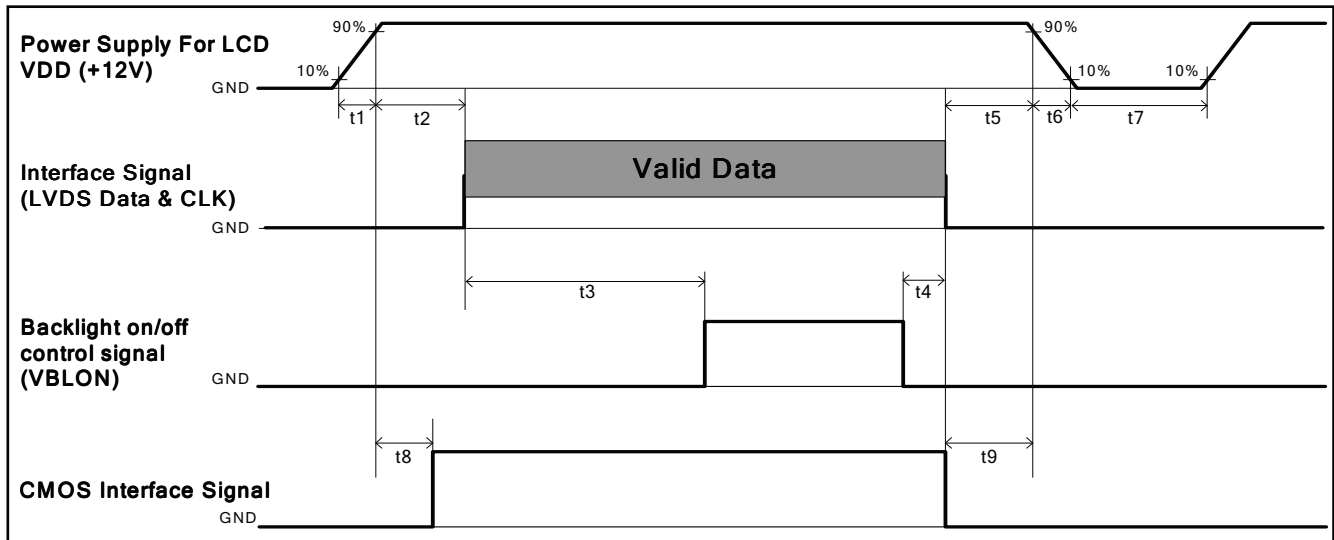 Power Supply For LCD
VDD (+12V)
90%
10%
GND
t1
t2
t5
90%
t6
10%
t7
10%
Interface Signal
(LVDS Data & CLK)
GND
Valid Data
t3
t4
Backlight on/off
control signal
(VBLON)
GND
t8
t9
CMOS Interface Signal
GND